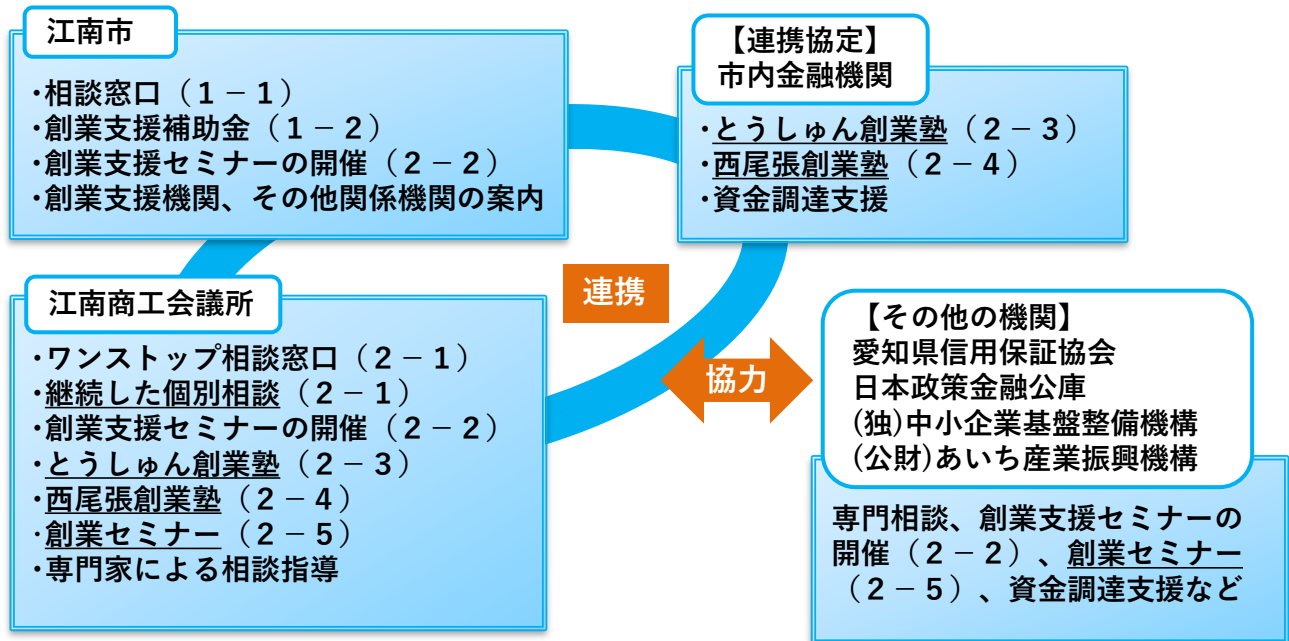 江南市
・相談窓口（１－１）
・創業支援補助金（１－２）
・創業支援セミナーの開催（２－２）
・創業支援機関、その他関係機関の案内
【連携協定】
市内金融機関
・とうしゅん創業塾（２－３）
・西尾張創業塾（２－４）
・資金調達支援
江南商工会議所
・ワンストップ相談窓口（２－１）
・継続した個別相談（２－１）
・創業支援セミナーの開催（２－２）
・とうしゅん創業塾（２－３）
・西尾張創業塾（２－４）
・創業セミナー（２－５）
・専門家による相談指導
連携
協力
【その他の機関】
愛知県信用保証協会
日本政策金融公庫
(独)中小企業基盤整備機構
(公財)あいち産業振興機構
専門相談、創業支援セミナーの
開催（２－２）、創業セミナー
（２－５）、資金調達支援など